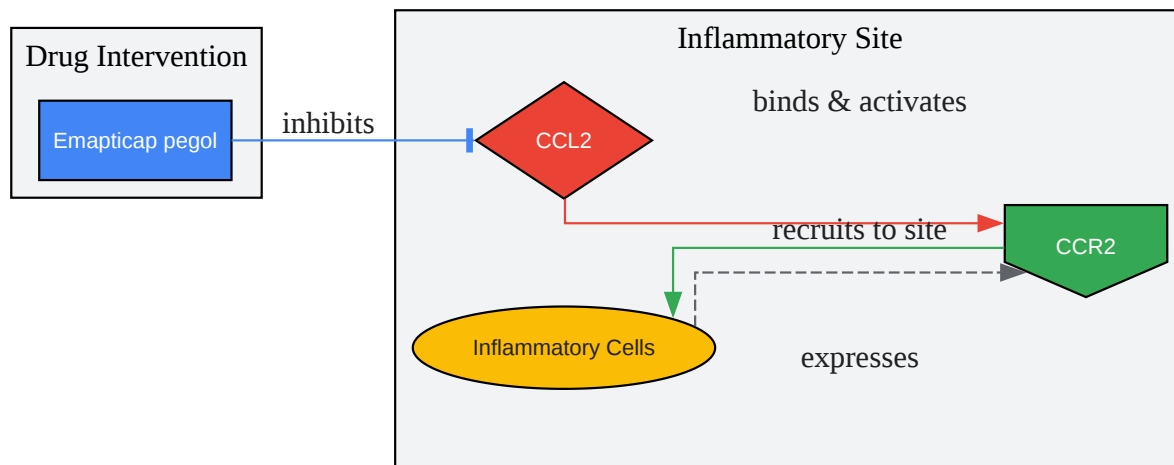 Drug Intervention
Emapticap pegol
inhibits
Inflammatory Site
binds & activates
CCL2
recruits to site
CCR2
Inflammatory Cells
expresses